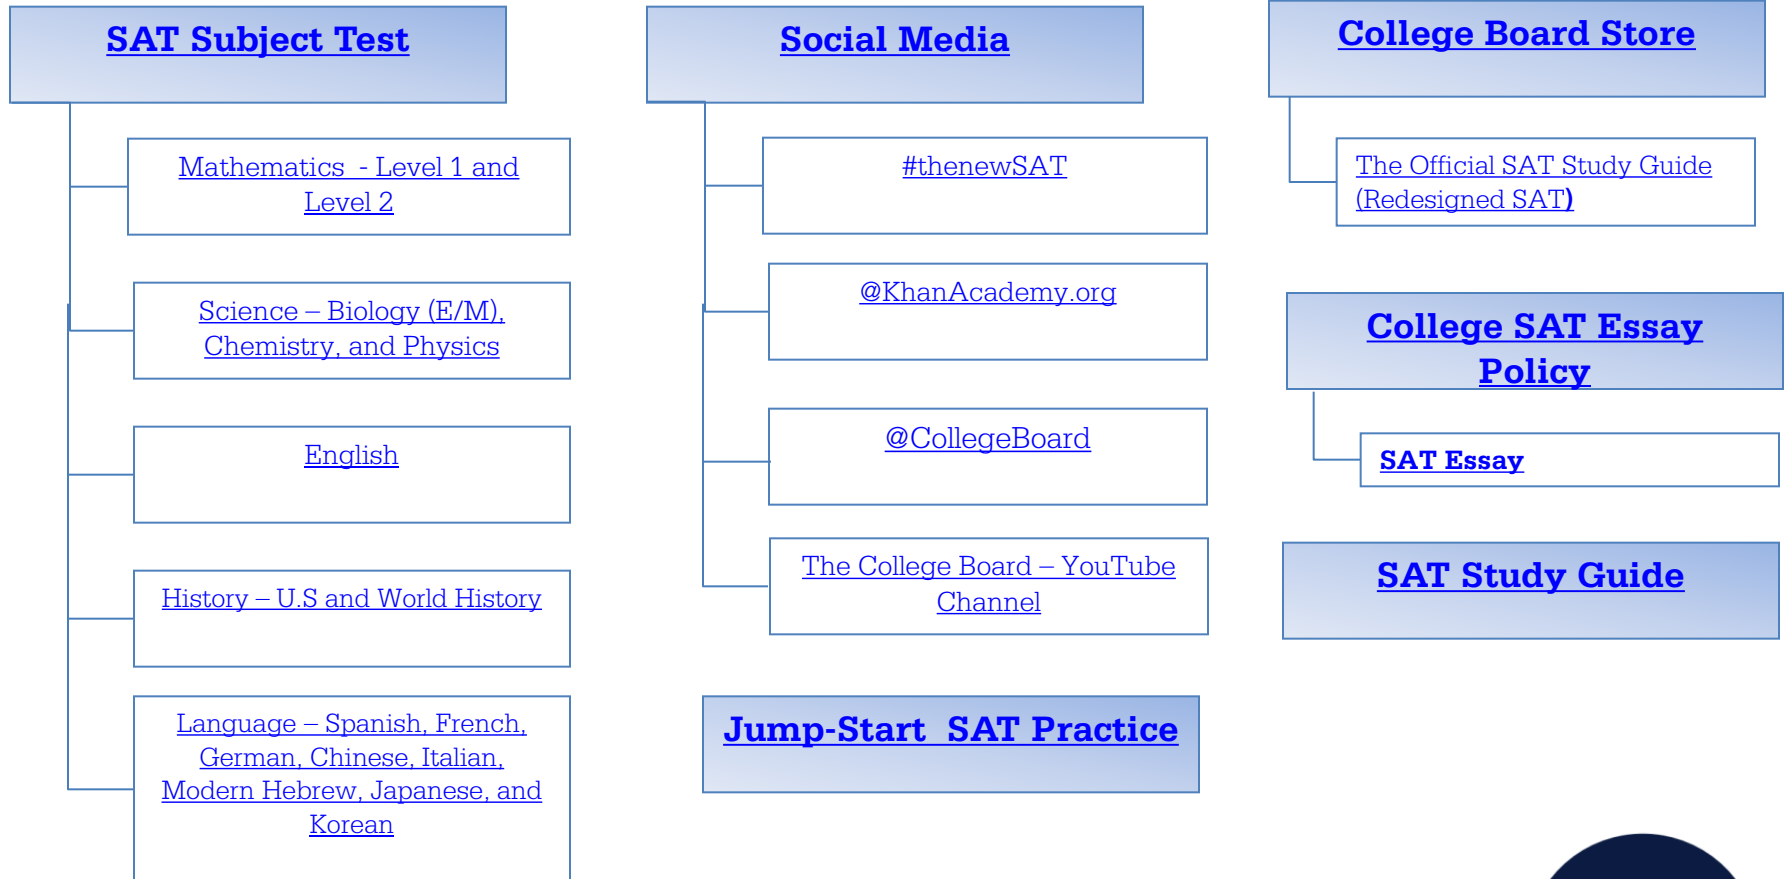 SAT Subject Test
Mathematics  - Level 1 and
Level 2
Science – Biology (E/M),
Chemistry, and Physics
English
History – U.S and World History
Language – Spanish, French,
German, Chinese, Italian,
Modern Hebrew, Japanese, and
Korean
Social Media
#thenewSAT
@KhanAcademy.org
@CollegeBoard
The College Board – YouTube
Channel
Jump-Start  SAT Practice
College Board Store
The Official SAT Study Guide
(Redesigned SAT)
College SAT Essay
Policy
SAT Essay
SAT Study Guide